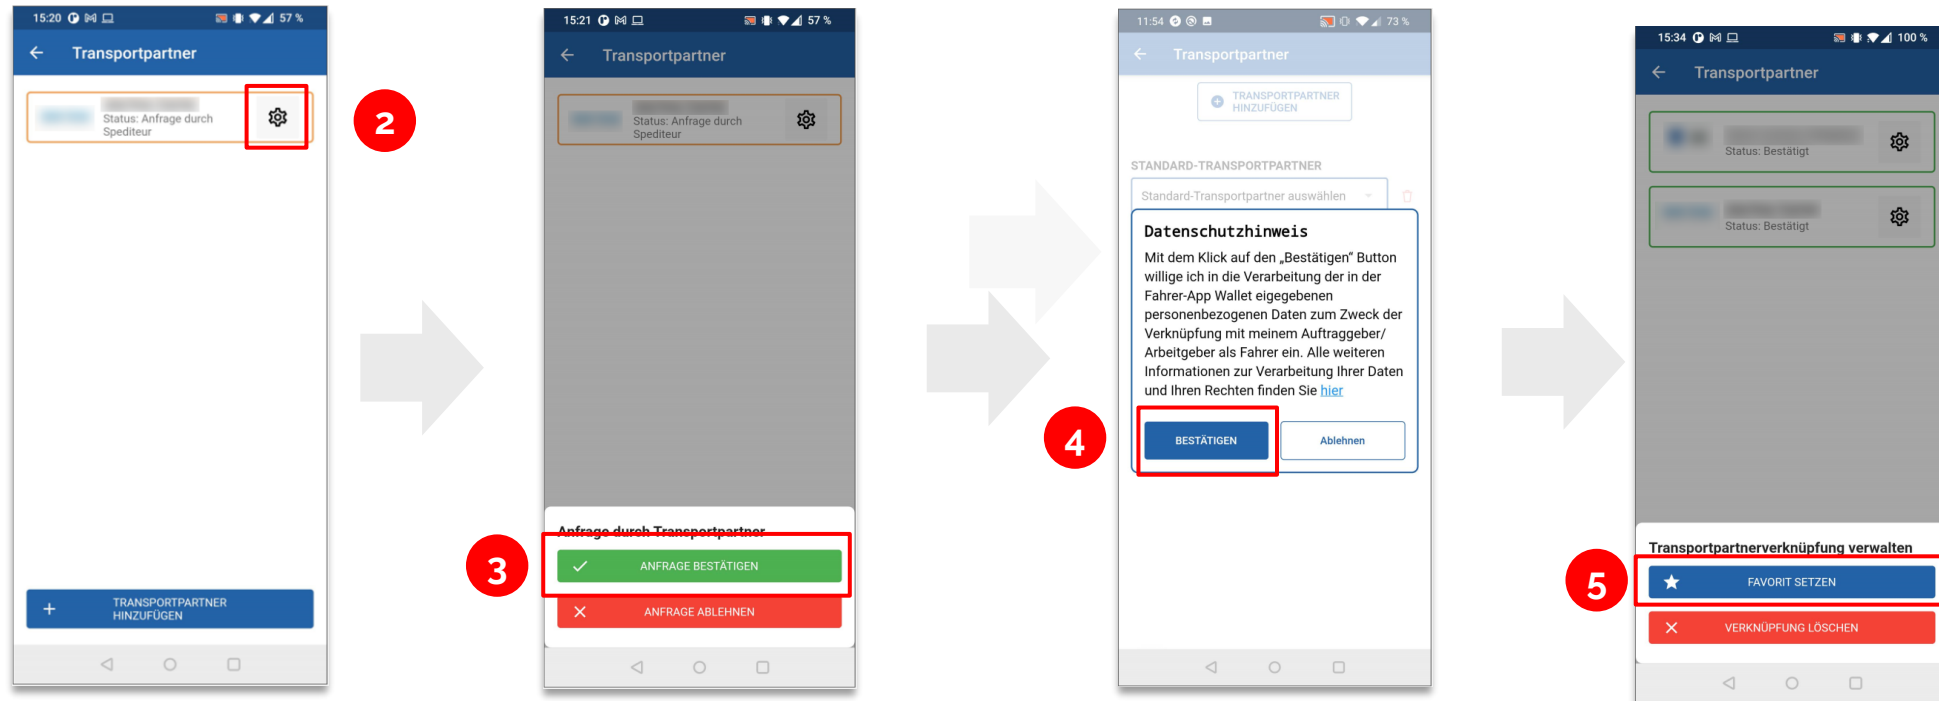 15:20 57 %
Transportpartner
Status: Anfrage durch
Spediteur
+ TRANSPORTPARTNER
HINZUFÜGEN
2
15:21 57 %
Transportpartner
Status: Anfrage durch
Spediteur
Anfrage durch Transportpartner
ANFRAGE BESTÄTIGEN
ANFRAGE ABLEHNEN
3
11:54 73 %
Transportpartner
TRANSPORTPARTNER
HINZUFÜGEN
STANDARD-TRANSPORTPARTNER
Standard-Transportpartner auswählen
Datenschutzhinweis
Mit dem Klick auf den „Bestätigen“ Button
willige ich in die Verarbeitung der in der
Fahrer-App Wallet eigegebenen
personenbezogenen Daten zum Zweck der
Verknüpfung mit meinem Auftraggeber/
Arbeitgeber als Fahrer ein. Alle weiteren
Informationen zur Verarbeitung Ihrer Daten
und Ihren Rechten finden Sie hier
BESTÄTIGEN Ablehnen
4
15:34 100 %
Transportpartner
Status: Bestätigt
Status: Bestätigt
Transportpartnerverknüpfung verwalten
FAVORIT SETZEN
VERKNÜPFUNG LÖSCHEN
5